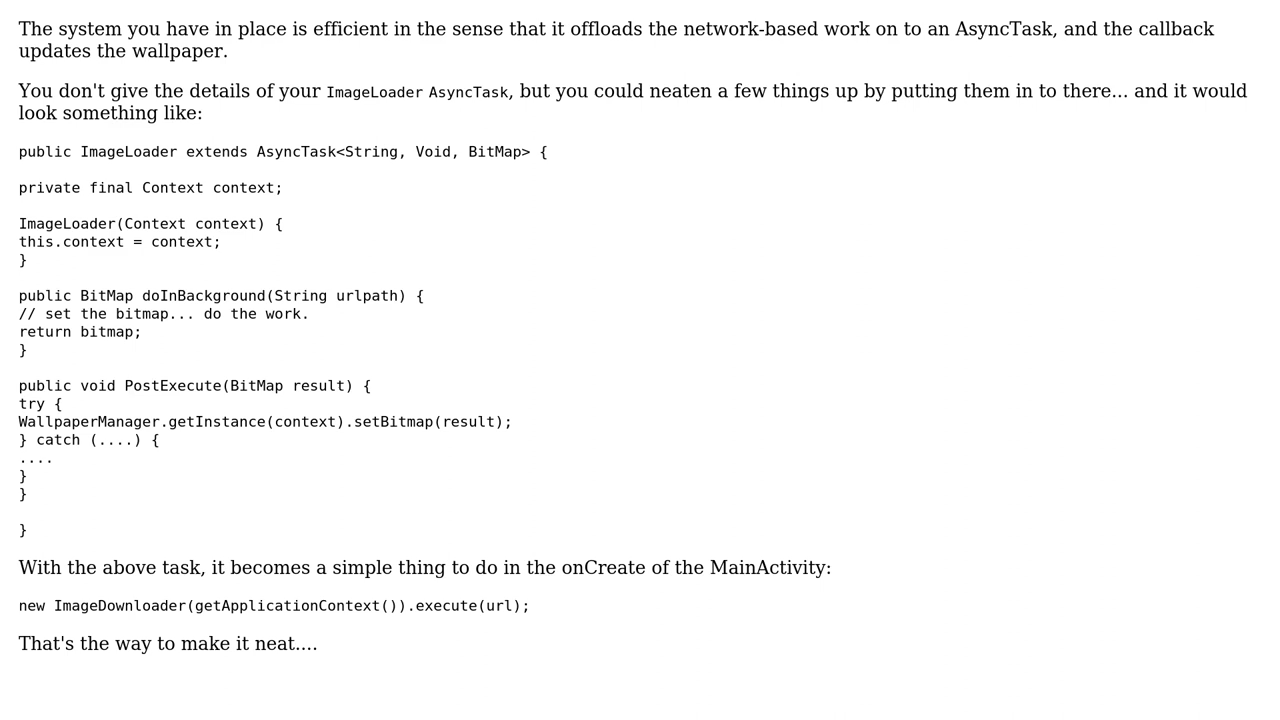 The system you have in place is efficient in the sense that it offloads the network-based work on to an AsyncTask, and the callback
updates the wallpaper.
You don't give the details of your ImageLoader AsyncTask, but you could neaten a few things up by putting them in to there... and it would
look something like:
public ImageLoader extends AsyncTask<String, Void, BitMap> {
private final Context context;
ImageLoader(Context context) {
this.context = context;
}
public BitMap doInBackground(String urlpath) {
// set the bitmap... do the work.
return bitmap;
}
public void PostExecute(BitMap result) {
try {
WallpaperManager.getInstance(context).setBitmap(result);
} catch (....) {
....
}
}
}
With the above task, it becomes a simple thing to do in the onCreate of the MainActivity:
new ImageDownloader(getApplicationContext()).execute(url);
That's the way to make it neat....